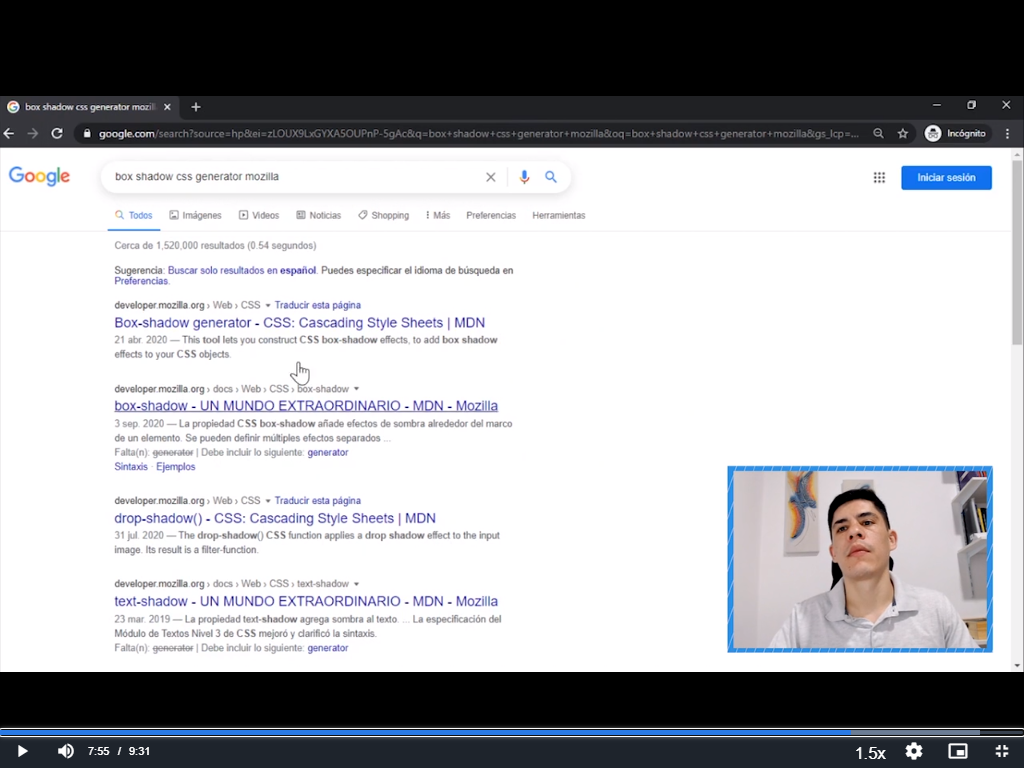 box shadow css generator mozil
google.com/search?source=hp&ei=zLOUX9LxGYXA5OUPnP-5gAc&q=box+shadow+css+generator+mozilla&oq=box+shadow+css+generator+mozilla&gs_lcp=...
Incógnito
Google
box shadow css generator mozilla
Iniciar sesión
Todos
Imágenes
Videos
Noticias
Shopping
Más
Preferencias
Herramientas
Cerca de 1,520,000 resultados (0.54 segundos)
Sugerencia: Buscar solo resultados en español. Puedes especificar el idioma de búsqueda en
Preferencias.
developer.mozilla.org › Web › CSS ▾ Traducir esta página
Box-shadow generator - CSS: Cascading Style Sheets | MDN
21 abr. 2020 — This tool lets you construct CSS box-shadow effects, to add box shadow
effects to your CSS objects.
developer.mozilla.org › docs › Web › CSS › box-shadow ▾
box-shadow - UN MUNDO EXTRAORDINARIO - MDN - Mozilla
3 sep. 2020 — La propiedad CSS box-shadow añade efectos de sombra alrededor del marco
de un elemento. Se pueden definir múltiples efectos separados ...
Falta(n): generator | Debe incluir lo siguiente: generator
Sintaxis · Ejemplos
developer.mozilla.org › Web › CSS ▾ Traducir esta página
drop-shadow() - CSS: Cascading Style Sheets | MDN
31 jul. 2020 — The drop-shadow() CSS function applies a drop shadow effect to the input
image. Its result is a filter-function.
developer.mozilla.org › docs › Web › CSS › text-shadow ▾
text-shadow - UN MUNDO EXTRAORDINARIO - MDN - Mozilla
23 mar. 2019 — La propiedad text-shadow agrega sombra al texto. ... La especificación del
Módulo de Textos Nivel 3 de CSS mejoró y clarificó la sintaxis.
Falta(n): generator | Debe incluir lo siguiente: generator
7:55 / 9:31
1.5x